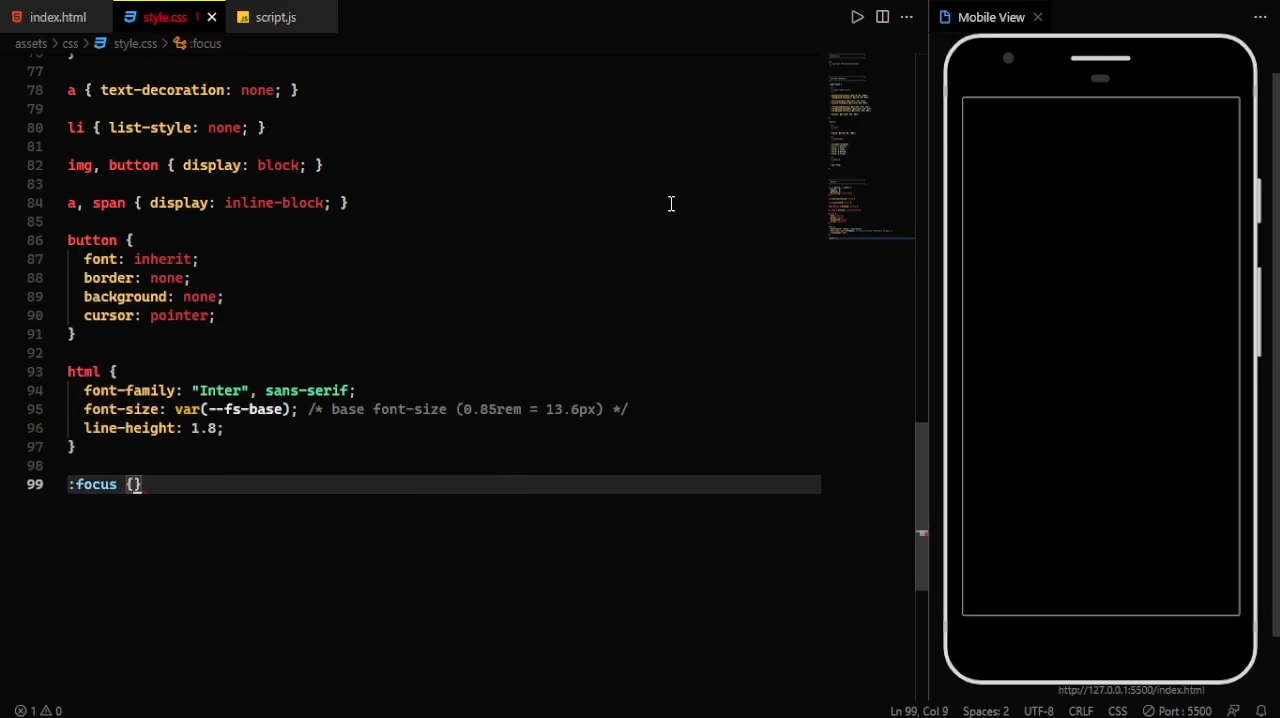 index.html
style.css 1
script.js
Mobile View
assets > css > style.css > :focus
77
78 a { text-decoration: none; }
79
80 li { list-style: none; }
81
82 img, button { display: block; }
83
84 a, span { display: inline-block; }
85
86 button {
87 font: inherit;
88 border: none;
89 background: none;
90 cursor: pointer;
91 }
92
93 html {
94 font-family: "Inter", sans-serif;
95 font-size: var(--fs-base); /* base font-size (0.85rem = 13.6px) */
96 line-height: 1.8;
97 }
98
99 :focus {}
http://127.0.0.1:5500/index.html
1 0
Ln 99, Col 9
Spaces: 2
UTF-8
CRLF
CSS
Port : 5500